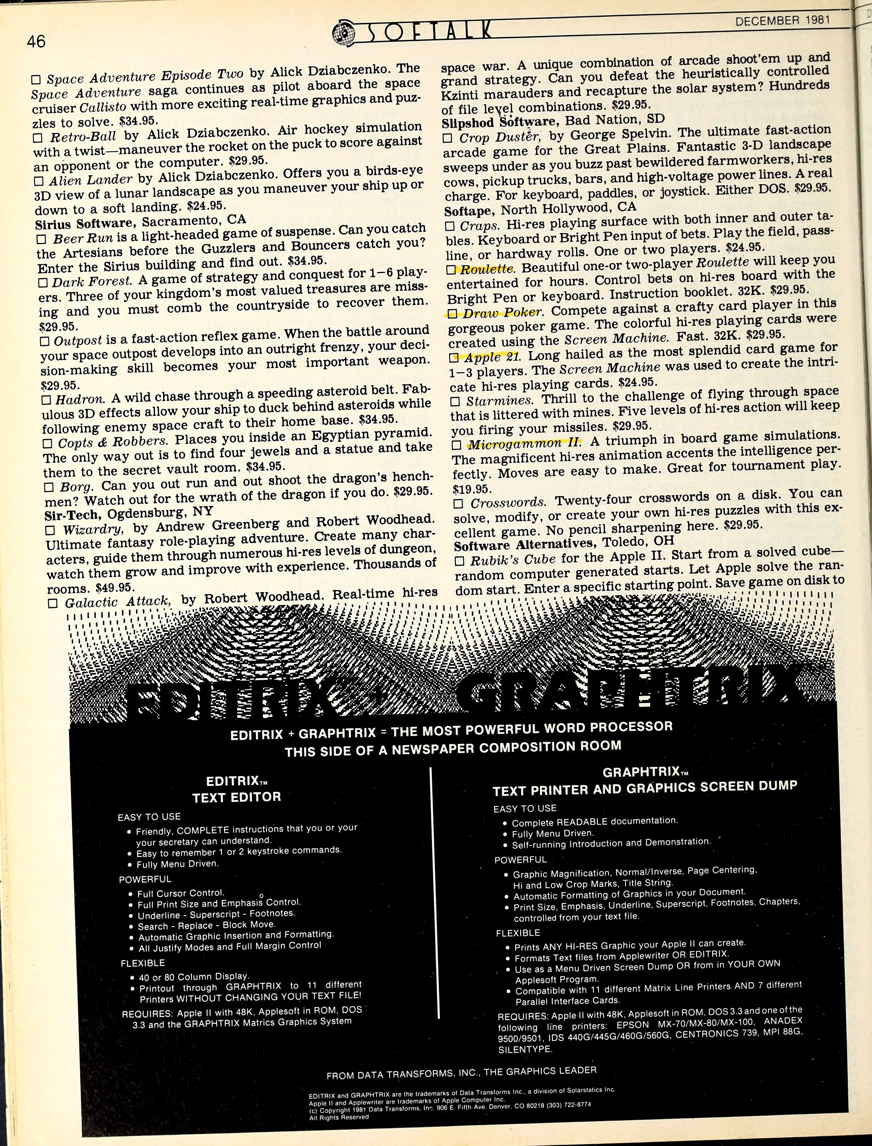 46
SOFTALK
DECEMBER 1981
☐ Space Adventure Episode Two by Alick Dziabczenko. The
Space Adventure saga continues as pilot aboard the space
cruiser Callisto with more exciting real-time graphics and puz-
zles to solve. $34.95.
☐ Retro-Ball by Alick Dziabczenko. Air hockey simulation
with a twist—maneuver the rocket on the puck to score against
an opponent or the computer. $29.95.
☐ Alien Lander by Alick Dziabczenko. Offers you a birds-eye
3D view of a lunar landscape as you maneuver your ship up or
down to a soft landing. $24.95.
Sirius Software, Sacramento, CA
☐ Beer Run is a light-headed game of suspense. Can you catch
the Artesians before the Guzzlers and Bouncers catch you?
Enter the Sirius building and find out. $34.95.
☐ Dark Forest. A game of strategy and conquest for 1-6 play-
ers. Three of your kingdom's most valued treasures are miss-
ing and you must comb the countryside to recover them.
$29.95.
☐ Outpost is a fast-action reflex game. When the battle around
your space outpost develops into an outright frenzy, your deci-
sion-making skill becomes your most important weapon.
$29.95.
☐ Hadron. A wild chase through a speeding asteroid belt. Fab-
ulous 3D effects allow your ship to duck behind asteroids while
following enemy space craft to their home base. $34.95.
☐ Copts & Robbers. Places you inside an Egyptian pyramid.
The only way out is to find four jewels and a statue and take
them to the secret vault room. $34.95.
☐ Borg. Can you out run and out shoot the dragon's hench-
men? Watch out for the wrath of the dragon if you do. $29.95.
Sir-Tech, Ogdensburg, NY
☐ Wizardry, by Andrew Greenberg and Robert Woodhead.
Ultimate fantasy role-playing adventure. Create many char-
acters, guide them through numerous hi-res levels of dungeon,
watch them grow and improve with experience. Thousands of
rooms. $49.95.
☐ Galactic Attack, by Robert Woodhead. Real-time hi-res
space war. A unique combination of arcade shoot'em up and
grand strategy. Can you defeat the heuristically controlled
Kzinti marauders and recapture the solar system? Hundreds
of file level combinations. $29.95.
Slipshod Software, Bad Nation, SD
☐ Crop Duster, by George Spelvin. The ultimate fast-action
arcade game for the Great Plains. Fantastic 3-D landscape
sweeps under as you buzz past bewildered farmworkers, hi-res
cows, pickup trucks, bars, and high-voltage power lines. A real
charge. For keyboard, paddles, or joystick. Either DOS. $29.95.
Softape, North Hollywood, CA
☐ Craps. Hi-res playing surface with both inner and outer ta-
bles. Keyboard or Bright Pen input of bets. Play the field, pass-
line, or hardway rolls. One or two players. $24.95.
☐ Roulette. Beautiful one-or two-player Roulette will keep you
entertained for hours. Control bets on hi-res board with the
Bright Pen or keyboard. Instruction booklet. 32K. $29.95.
☐ Draw Poker. Compete against a crafty card player in this
gorgeous poker game. The colorful hi-res playing cards were
created using the Screen Machine. Fast. 32K. $29.95.
☐ Apple 21. Long hailed as the most splendid card game for
1-3 players. The Screen Machine was used to create the intri-
cate hi-res playing cards. $24.95.
☐ Starmines. Thrill to the challenge of flying through space
that is littered with mines. Five levels of hi-res action will keep
you firing your missiles. $29.95.
☐ Microgammon II. A triumph in board game simulations.
The magnificent hi-res animation accents the intelligence per-
fectly. Moves are easy to make. Great for tournament play.
$19.95.
☐ Crosswords. Twenty-four crosswords on a disk. You can
solve, modify, or create your own hi-res puzzles with this ex-
cellent game. No pencil sharpening here. $29.95.
Software Alternatives, Toledo, OH
☐ Rubik's Cube for the Apple II. Start from a solved cube—
random computer generated starts. Let Apple solve the ran-
dom start. Enter a specific starting point. Save game on disk to
EDITRIX™ + GRAPHTRIX™
EDITRIX + GRAPHTRIX = THE MOST POWERFUL WORD PROCESSOR
THIS SIDE OF A NEWSPAPER COMPOSITION ROOM
EDITRIX™
TEXT EDITOR
EASY TO USE
• Friendly, COMPLETE instructions that you or your
your secretary can understand.
• Easy to remember 1 or 2 keystroke commands.
• Fully Menu Driven.
POWERFUL
• Full Cursor Control.
• Full Print Size and Emphasis Control.
• Underline - Superscript - Footnotes.
• Search - Replace - Block Move.
• Automatic Graphic Insertion and Formatting.
• All Justify Modes and Full Margin Control
FLEXIBLE
• 40 or 80 Column Display.
• Printout through GRAPHTRIX to 11 different
Printers WITHOUT CHANGING YOUR TEXT FILE!
REQUIRES: Apple II with 48K, Applesoft in ROM, DOS
3.3 and the GRAPHTRIX Matrics Graphics System
GRAPHTRIX™
TEXT PRINTER AND GRAPHICS SCREEN DUMP
EASY TO USE
• Complete READABLE documentation.
• Fully Menu Driven.
• Self-running Introduction and Demonstration.
POWERFUL
• Graphic Magnification, Normal/Inverse, Page Centering,
Hi and Low Crop Marks, Title String.
• Automatic Formatting of Graphics in your Document.
• Print Size, Emphasis, Underline, Superscript, Footnotes, Chapters,
controlled from your text file.
FLEXIBLE
• Prints ANY HI-RES Graphic your Apple II can create.
• Formats Text files from Applewriter OR EDITRIX.
• Use as a Menu Driven Screen Dump OR from in YOUR OWN
Applesoft Program.
• Compatible with 11 different Matrix Line Printers AND 7 different
Parallel Interface Cards.
REQUIRES: Apple II with 48K, Applesoft in ROM, DOS 3.3 and one of the
following line printers: EPSON MX-70/MX-80/MX-100, ANADEX
9500/9501, IDS 440G/445G/460G/560G, CENTRONICS 739, MPI 88G,
SILENTYPE.
FROM DATA TRANSFORMS, INC., THE GRAPHICS LEADER
EDITRIX and GRAPHTRIX are the trademarks of Data Transforms Inc., a division of Solarstatics Inc.
Apple II and Applewriter are trademarks of Apple Computer Inc.
(c) Copyright 1981 Data Transforms, Inc. 906 E. Fifth Ave. Denver, CO 80218 (303) 722-8774
All Rights Reserved